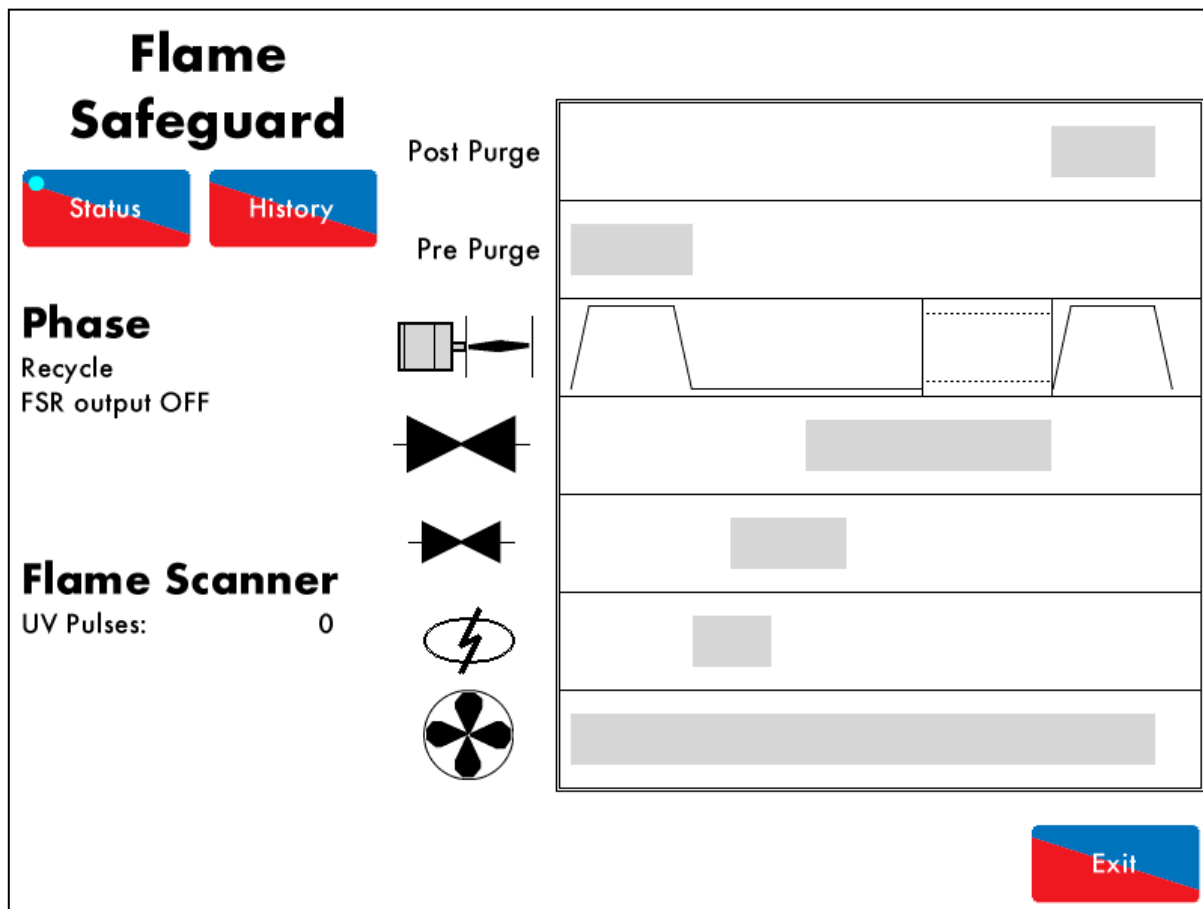 Flame
Safeguard
Status
History
Post Purge
Pre Purge
Phase
Recycle
FSR output OFF
Flame Scanner
UV Pulses: 0
Exit